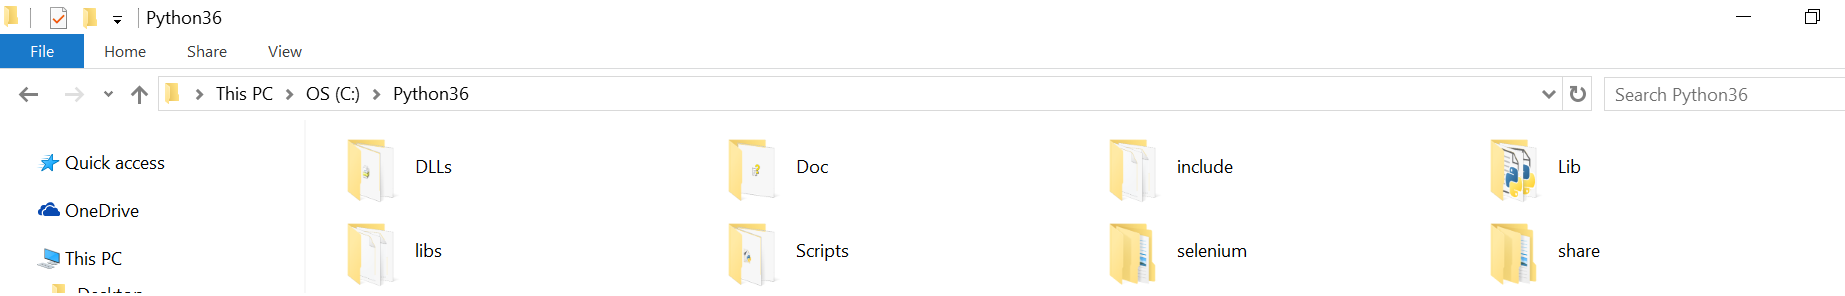 Python36
File Home Share View
This PC OS (C:) Python36 Search Python36
Quick access
OneDrive
This PC
Desktop
DLLs Doc include Lib
libs Scripts selenium share